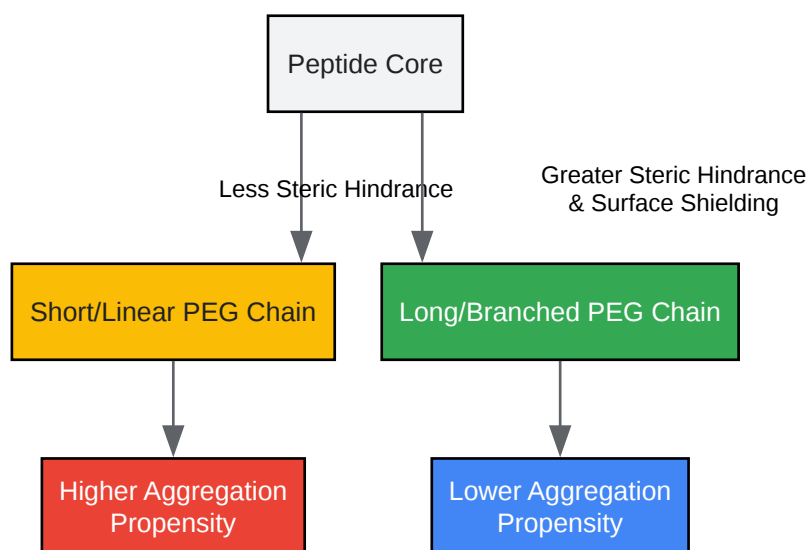 Peptide Core
Less Steric Hindrance
Greater Steric Hindrance
& Surface Shielding
Short/Linear PEG Chain
Long/Branched PEG Chain
Higher Aggregation
Propensity
Lower Aggregation
Propensity